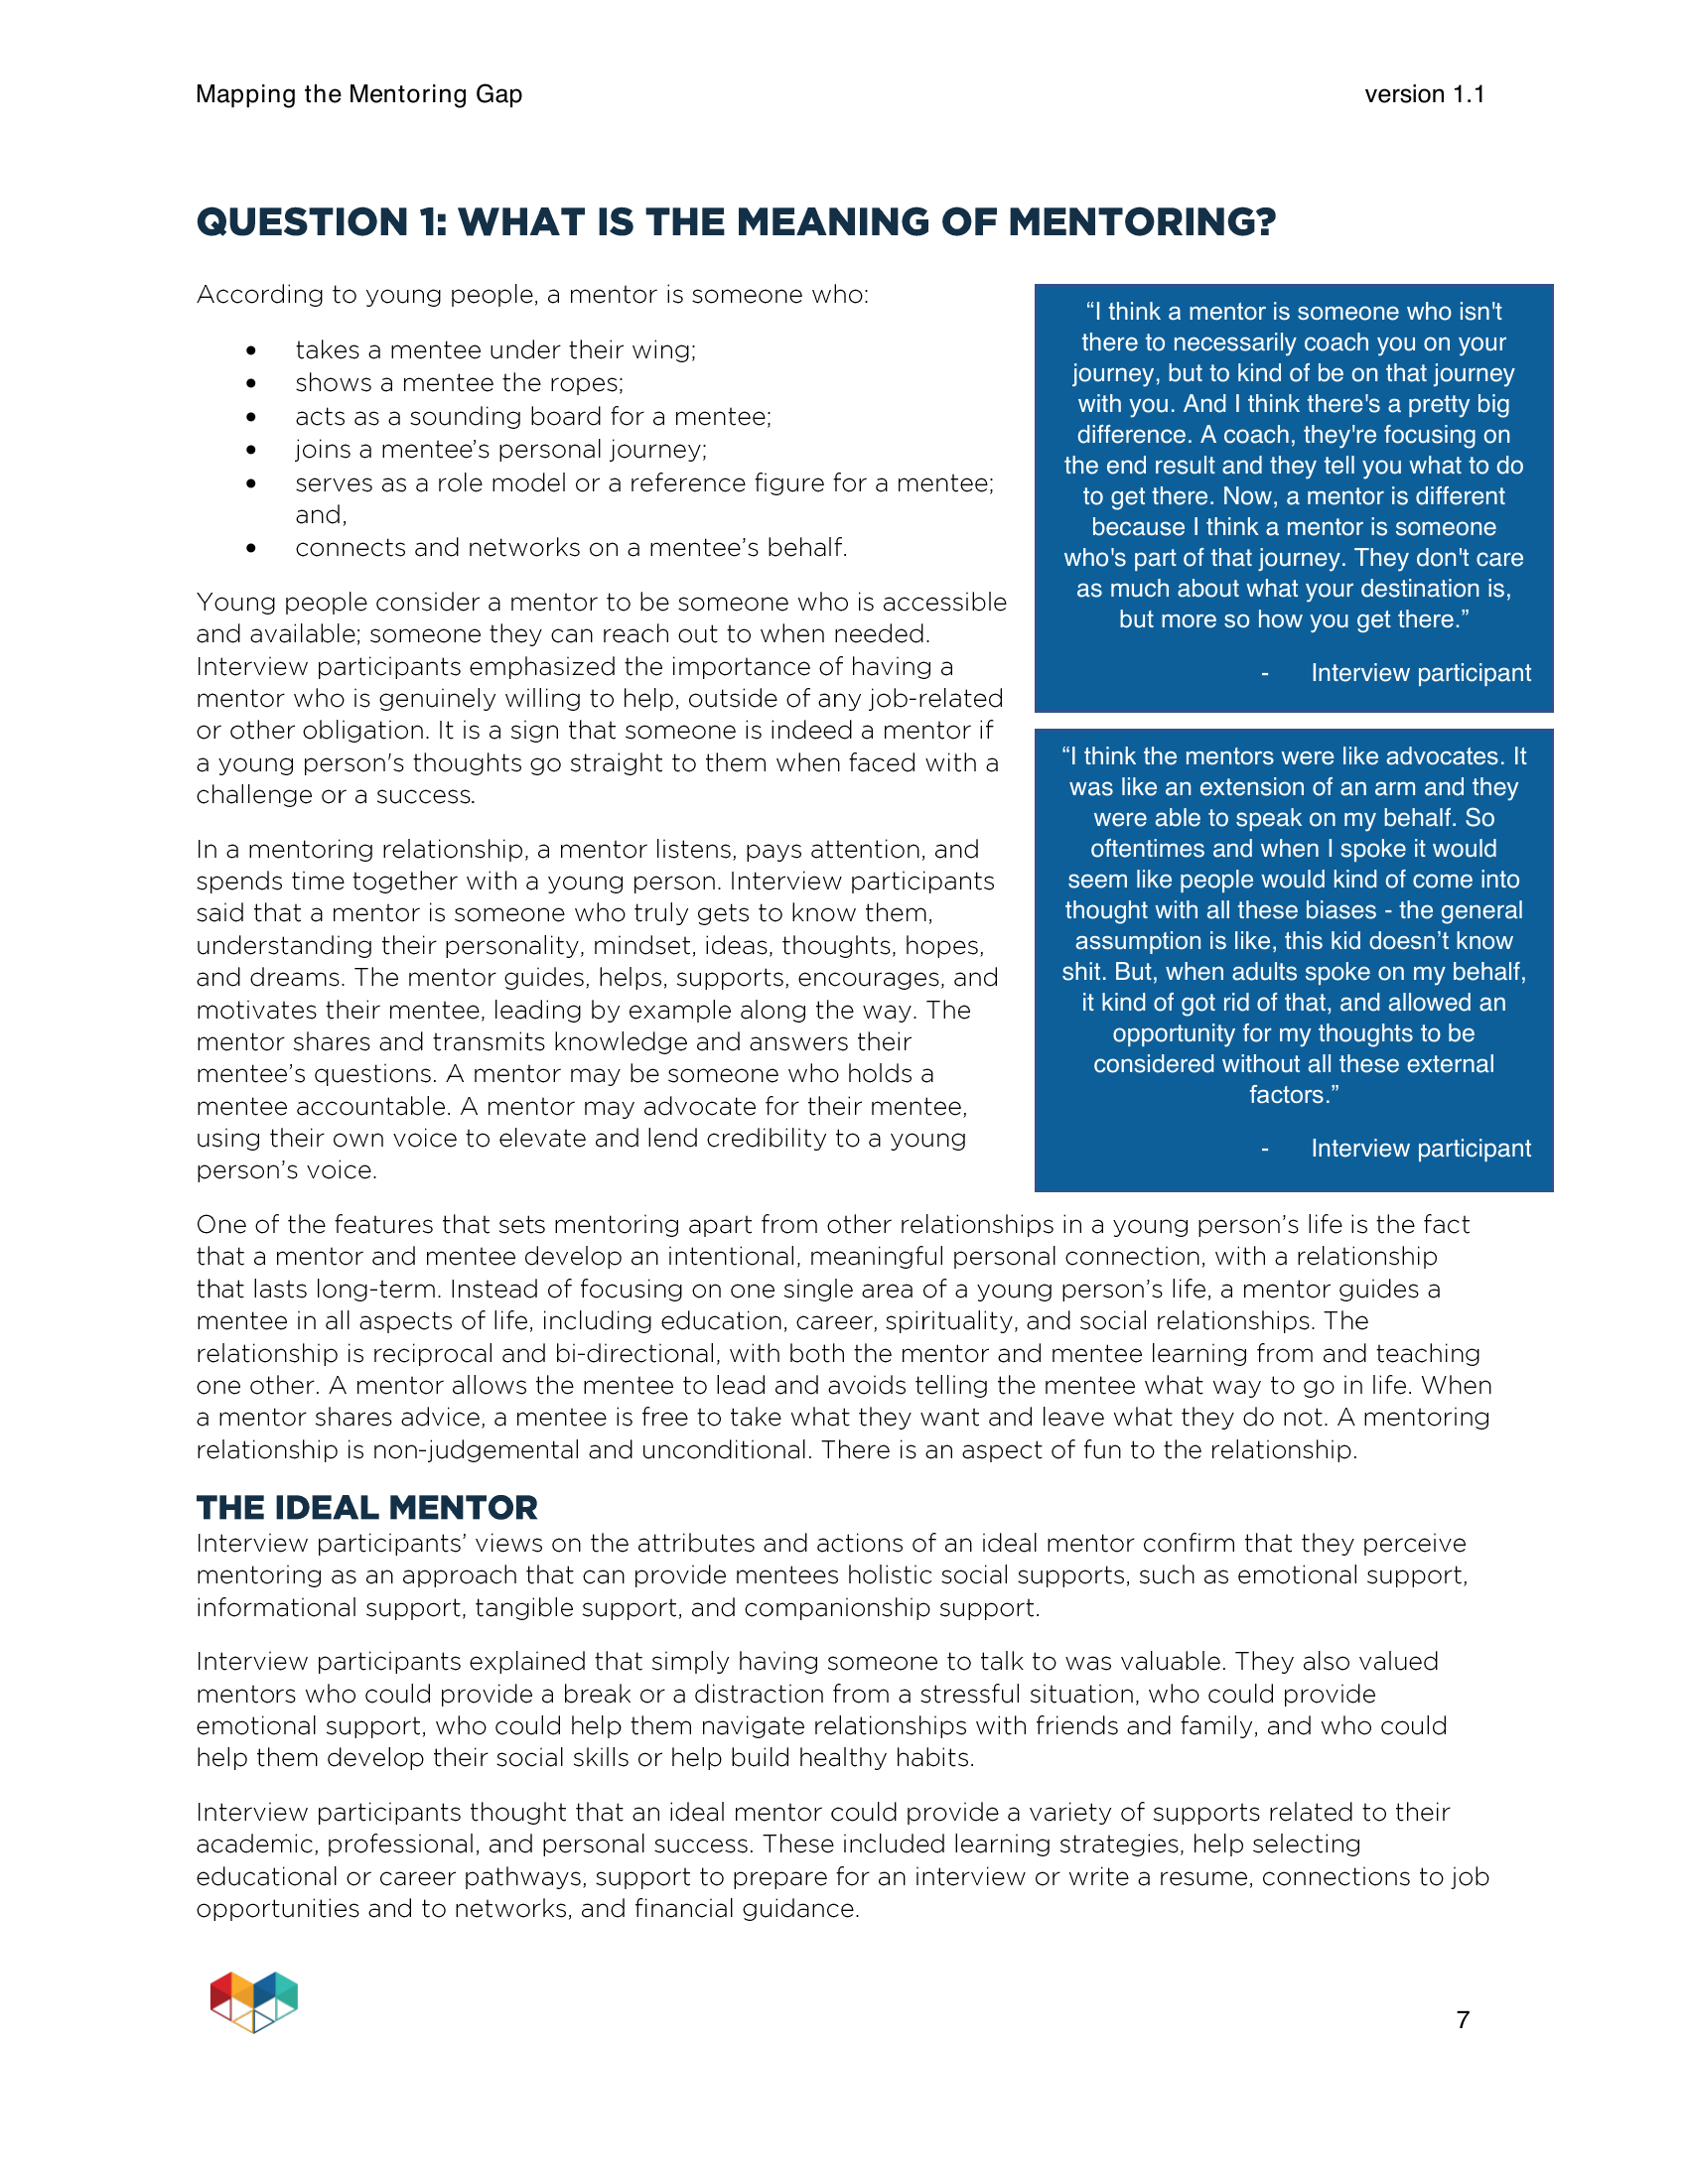 Mapping the Mentoring Gap
version 1.1
QUESTION 1: WHAT IS THE MEANING OF MENTORING?
According to young people, a mentor is someone who:
• takes a mentee under their wing;
• shows a mentee the ropes;
• acts as a sounding board for a mentee;
• joins a mentee’s personal journey;
• serves as a role model or a reference figure for a mentee;
and,
• connects and networks on a mentee’s behalf.
Young people consider a mentor to be someone who is accessible
and available; someone they can reach out to when needed.
Interview participants emphasized the importance of having a
mentor who is genuinely willing to help, outside of any job-related
or other obligation. It is a sign that someone is indeed a mentor if
a young person's thoughts go straight to them when faced with a
challenge or a success.
In a mentoring relationship, a mentor listens, pays attention, and
spends time together with a young person. Interview participants
said that a mentor is someone who truly gets to know them,
understanding their personality, mindset, ideas, thoughts, hopes,
and dreams. The mentor guides, helps, supports, encourages, and
motivates their mentee, leading by example along the way. The
mentor shares and transmits knowledge and answers their
mentee’s questions. A mentor may be someone who holds a
mentee accountable. A mentor may advocate for their mentee,
using their own voice to elevate and lend credibility to a young
person’s voice.
“I think a mentor is someone who isn't
there to necessarily coach you on your
journey, but to kind of be on that journey
with you. And I think there's a pretty big
difference. A coach, they're focusing on
the end result and they tell you what to do
to get there. Now, a mentor is different
because I think a mentor is someone
who's part of that journey. They don't care
as much about what your destination is,
but more so how you get there.”
- Interview participant
“I think the mentors were like advocates. It
was like an extension of an arm and they
were able to speak on my behalf. So
oftentimes and when I spoke it would
seem like people would kind of come into
thought with all these biases - the general
assumption is like, this kid doesn’t know
shit. But, when adults spoke on my behalf,
it kind of got rid of that, and allowed an
opportunity for my thoughts to be
considered without all these external
factors.”
- Interview participant
One of the features that sets mentoring apart from other relationships in a young person’s life is the fact
that a mentor and mentee develop an intentional, meaningful personal connection, with a relationship
that lasts long-term. Instead of focusing on one single area of a young person’s life, a mentor guides a
mentee in all aspects of life, including education, career, spirituality, and social relationships. The
relationship is reciprocal and bi-directional, with both the mentor and mentee learning from and teaching
one other. A mentor allows the mentee to lead and avoids telling the mentee what way to go in life. When
a mentor shares advice, a mentee is free to take what they want and leave what they do not. A mentoring
relationship is non-judgemental and unconditional. There is an aspect of fun to the relationship.
THE IDEAL MENTOR
Interview participants’ views on the attributes and actions of an ideal mentor confirm that they perceive
mentoring as an approach that can provide mentees holistic social supports, such as emotional support,
informational support, tangible support, and companionship support.
Interview participants explained that simply having someone to talk to was valuable. They also valued
mentors who could provide a break or a distraction from a stressful situation, who could provide
emotional support, who could help them navigate relationships with friends and family, and who could
help them develop their social skills or help build healthy habits.
Interview participants thought that an ideal mentor could provide a variety of supports related to their
academic, professional, and personal success. These included learning strategies, help selecting
educational or career pathways, support to prepare for an interview or write a resume, connections to job
opportunities and to networks, and financial guidance.
7